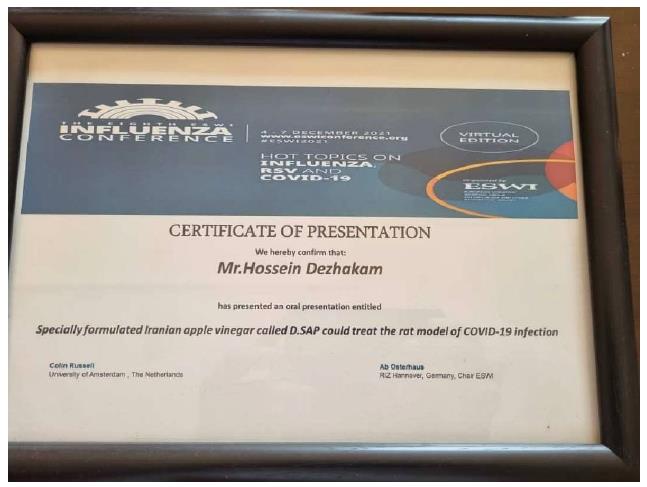 THE EIGHTH ESWI
INFLUENZA
CONFERENCE
4 - 7 DECEMBER 2021
www.eswiconference.org
#ESWI2021
HOT TOPICS ON
INFLUENZA,
RSV AND
COVID-19
VIRTUAL
EDITION
Organised by
ESWI
CERTIFICATE OF PRESENTATION
We hereby confirm that:
Mr.Hossein Dezhakam
has presented an oral presentation entitled
Specially formulated Iranian apple vinegar called D.SAP could treat the rat model of COVID-19 infection
Colin Russell
University of Amsterdam , The Netherlands
Ab Osterhaus
RIZ Hannover, Germany, Chair ESWI